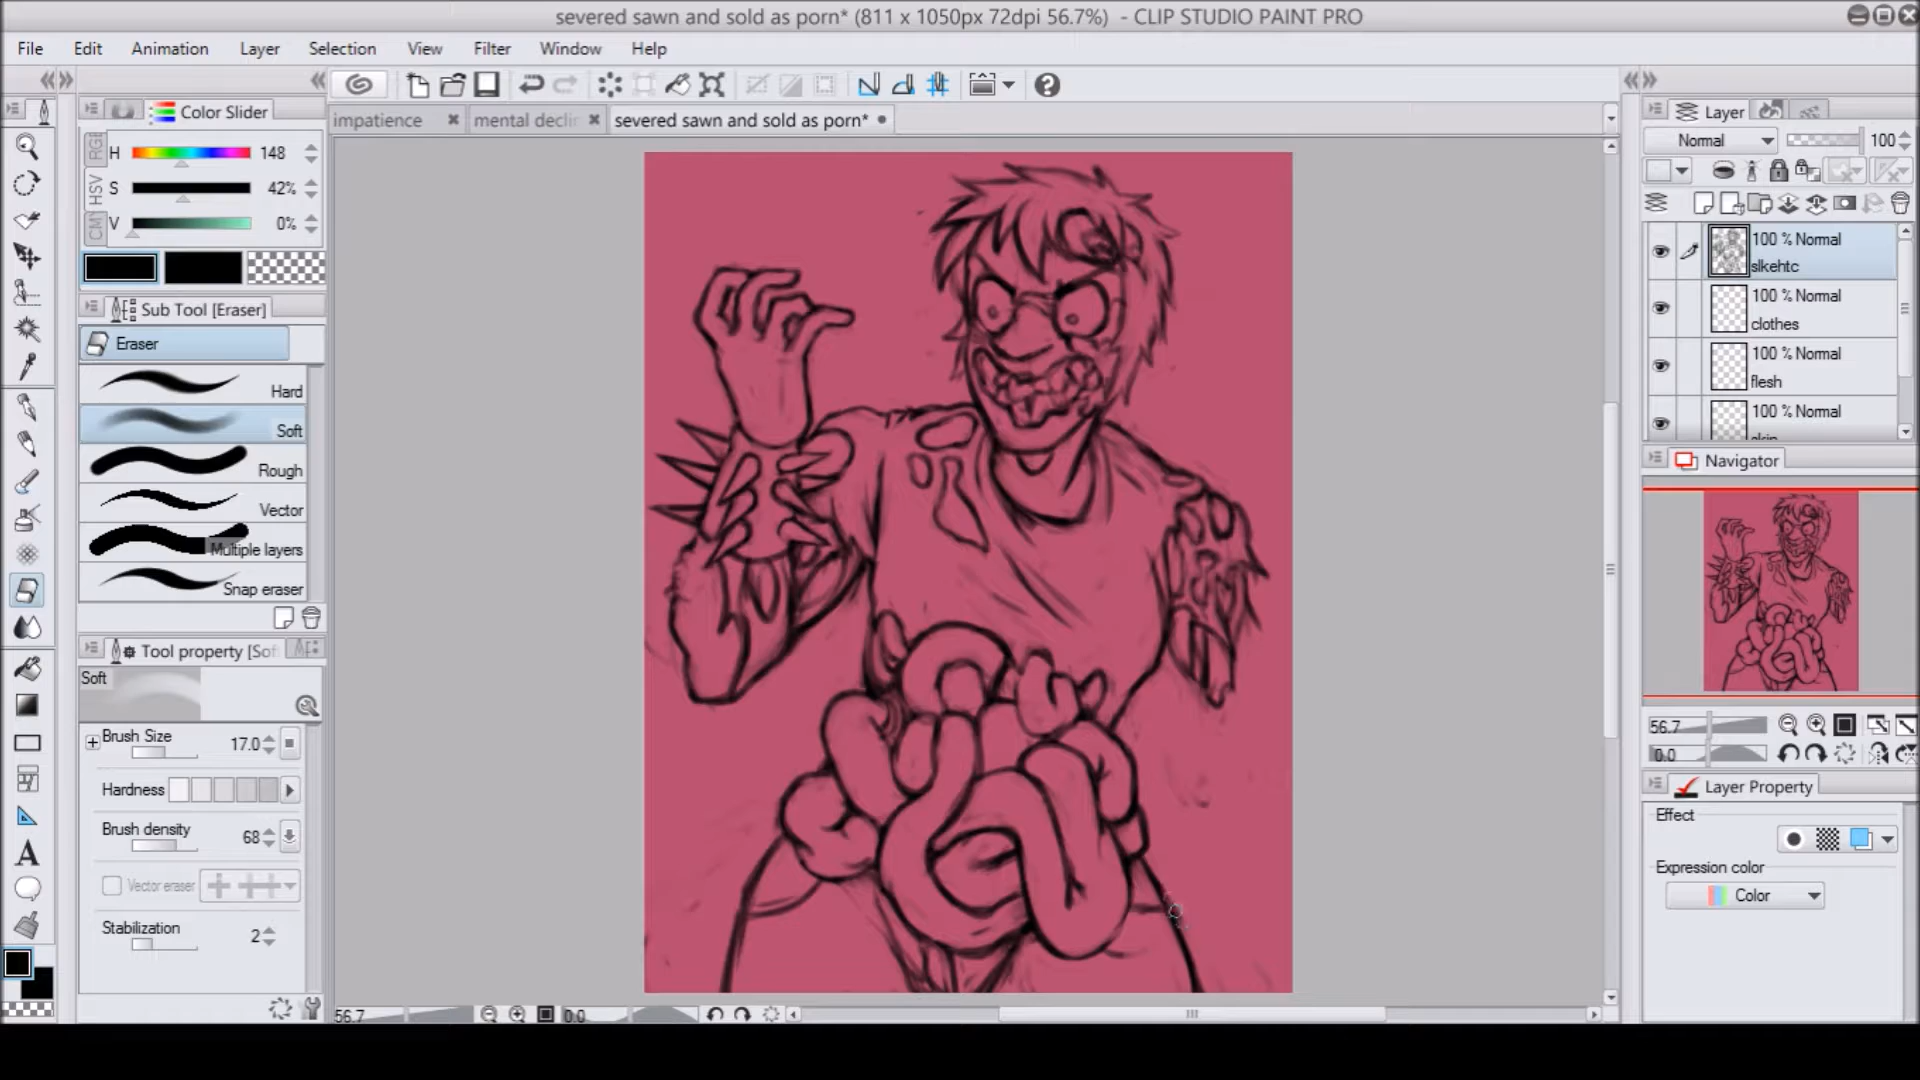 severed sawn and sold as porn* (811 x 1050px 72dpi 56.7%) - CLIP STUDIO PAINT PRO
File Edit Animation Layer Selection View Filter Window Help
Color Slider
Layer
impatience
mental declin
severed sawn and sold as porn*
RGB
H 148
HSV
S 42%
CM
V 0%
Normal 100
100 % Normal
slkehtc
100 % Normal
clothes
100 % Normal
flesh
100 % Normal
skin
Sub Tool [Eraser]
Eraser
Hard
Soft
Rough
Vector
Multiple layers
Snap eraser
Navigator
Tool property [Sof
Soft
Brush Size 17.0
Hardness
Brush density 68
Vector eraser
Stabilization 2
56.7
0.0
Layer Property
Effect
Expression color
Color
A
56.7 0.0